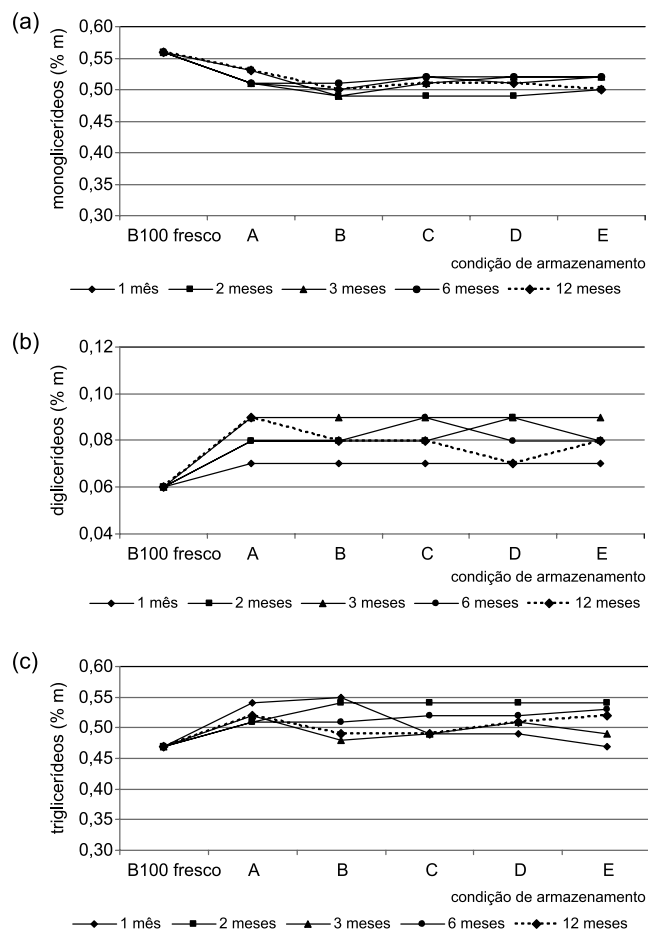 (a)
monoglicerídeos (% m)
0,60
0,55
0,50
0,45
0,40
0,35
0,30
B100 fresco A B C D E
condição de armazenamento
1 mês 2 meses 3 meses 6 meses 12 meses
(b)
diglicerídeos (% m)
0,12
0,10
0,08
0,06
0,04
B100 fresco A B C D E
condição de armazenamento
1 mês 2 meses 3 meses 6 meses 12 meses
(c)
triglicerídeos (% m)
0,60
0,55
0,50
0,45
0,40
0,35
0,30
B100 fresco A B C D E
condição de armazenamento
1 mês 2 meses 3 meses 6 meses 12 meses